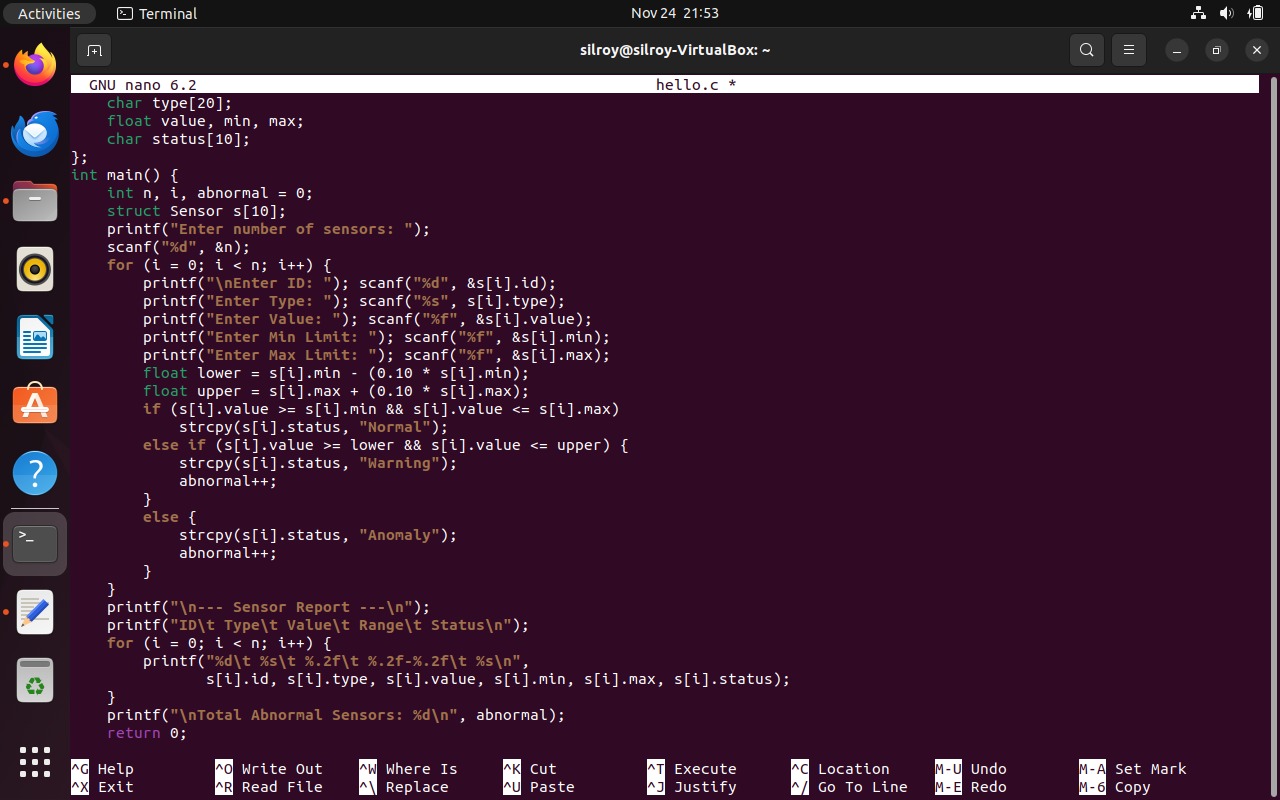 Activities Terminal Nov 24 21:53
silroy@silroy-VirtualBox: ~
GNU nano 6.2 hello.c *
    char type[20];
    float value, min, max;
    char status[10];
};
int main() {
    int n, i, abnormal = 0;
    struct Sensor s[10];
    printf("Enter number of sensors: ");
    scanf("%d", &n);
    for (i = 0; i < n; i++) {
        printf("\nEnter ID: "); scanf("%d", &s[i].id);
        printf("Enter Type: "); scanf("%s", s[i].type);
        printf("Enter Value: "); scanf("%f", &s[i].value);
        printf("Enter Min Limit: "); scanf("%f", &s[i].min);
        printf("Enter Max Limit: "); scanf("%f", &s[i].max);
        float lower = s[i].min - (0.10 * s[i].min);
        float upper = s[i].max + (0.10 * s[i].max);
        if (s[i].value >= s[i].min && s[i].value <= s[i].max)
            strcpy(s[i].status, "Normal");
        else if (s[i].value >= lower && s[i].value <= upper) {
            strcpy(s[i].status, "Warning");
            abnormal++;
        }
        else {
            strcpy(s[i].status, "Anomaly");
            abnormal++;
        }
    }
    printf("\n--- Sensor Report ---\n");
    printf("ID\t Type\t Value\t Range\t Status\n");
    for (i = 0; i < n; i++) {
        printf("%d\t %s\t %.2f\t %.2f-%.2f\t %s\n",
               s[i].id, s[i].type, s[i].value, s[i].min, s[i].max, s[i].status);
    }
    printf("\nTotal Abnormal Sensors: %d\n", abnormal);
    return 0;
^G Help ^O Write Out ^W Where Is ^K Cut ^T Execute ^C Location M-U Undo M-A Set Mark
^X Exit ^R Read File ^\ Replace ^U Paste ^J Justify ^/ Go To Line M-E Redo M-6 Copy